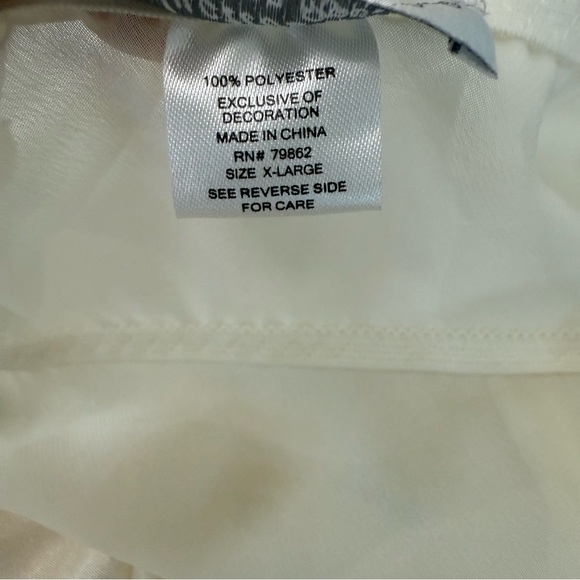 100% POLYESTER
EXCLUSIVE OF
DECORATION
MADE IN CHINA
RN# 79862
SIZE X-LARGE
SEE REVERSE SIDE
FOR CARE